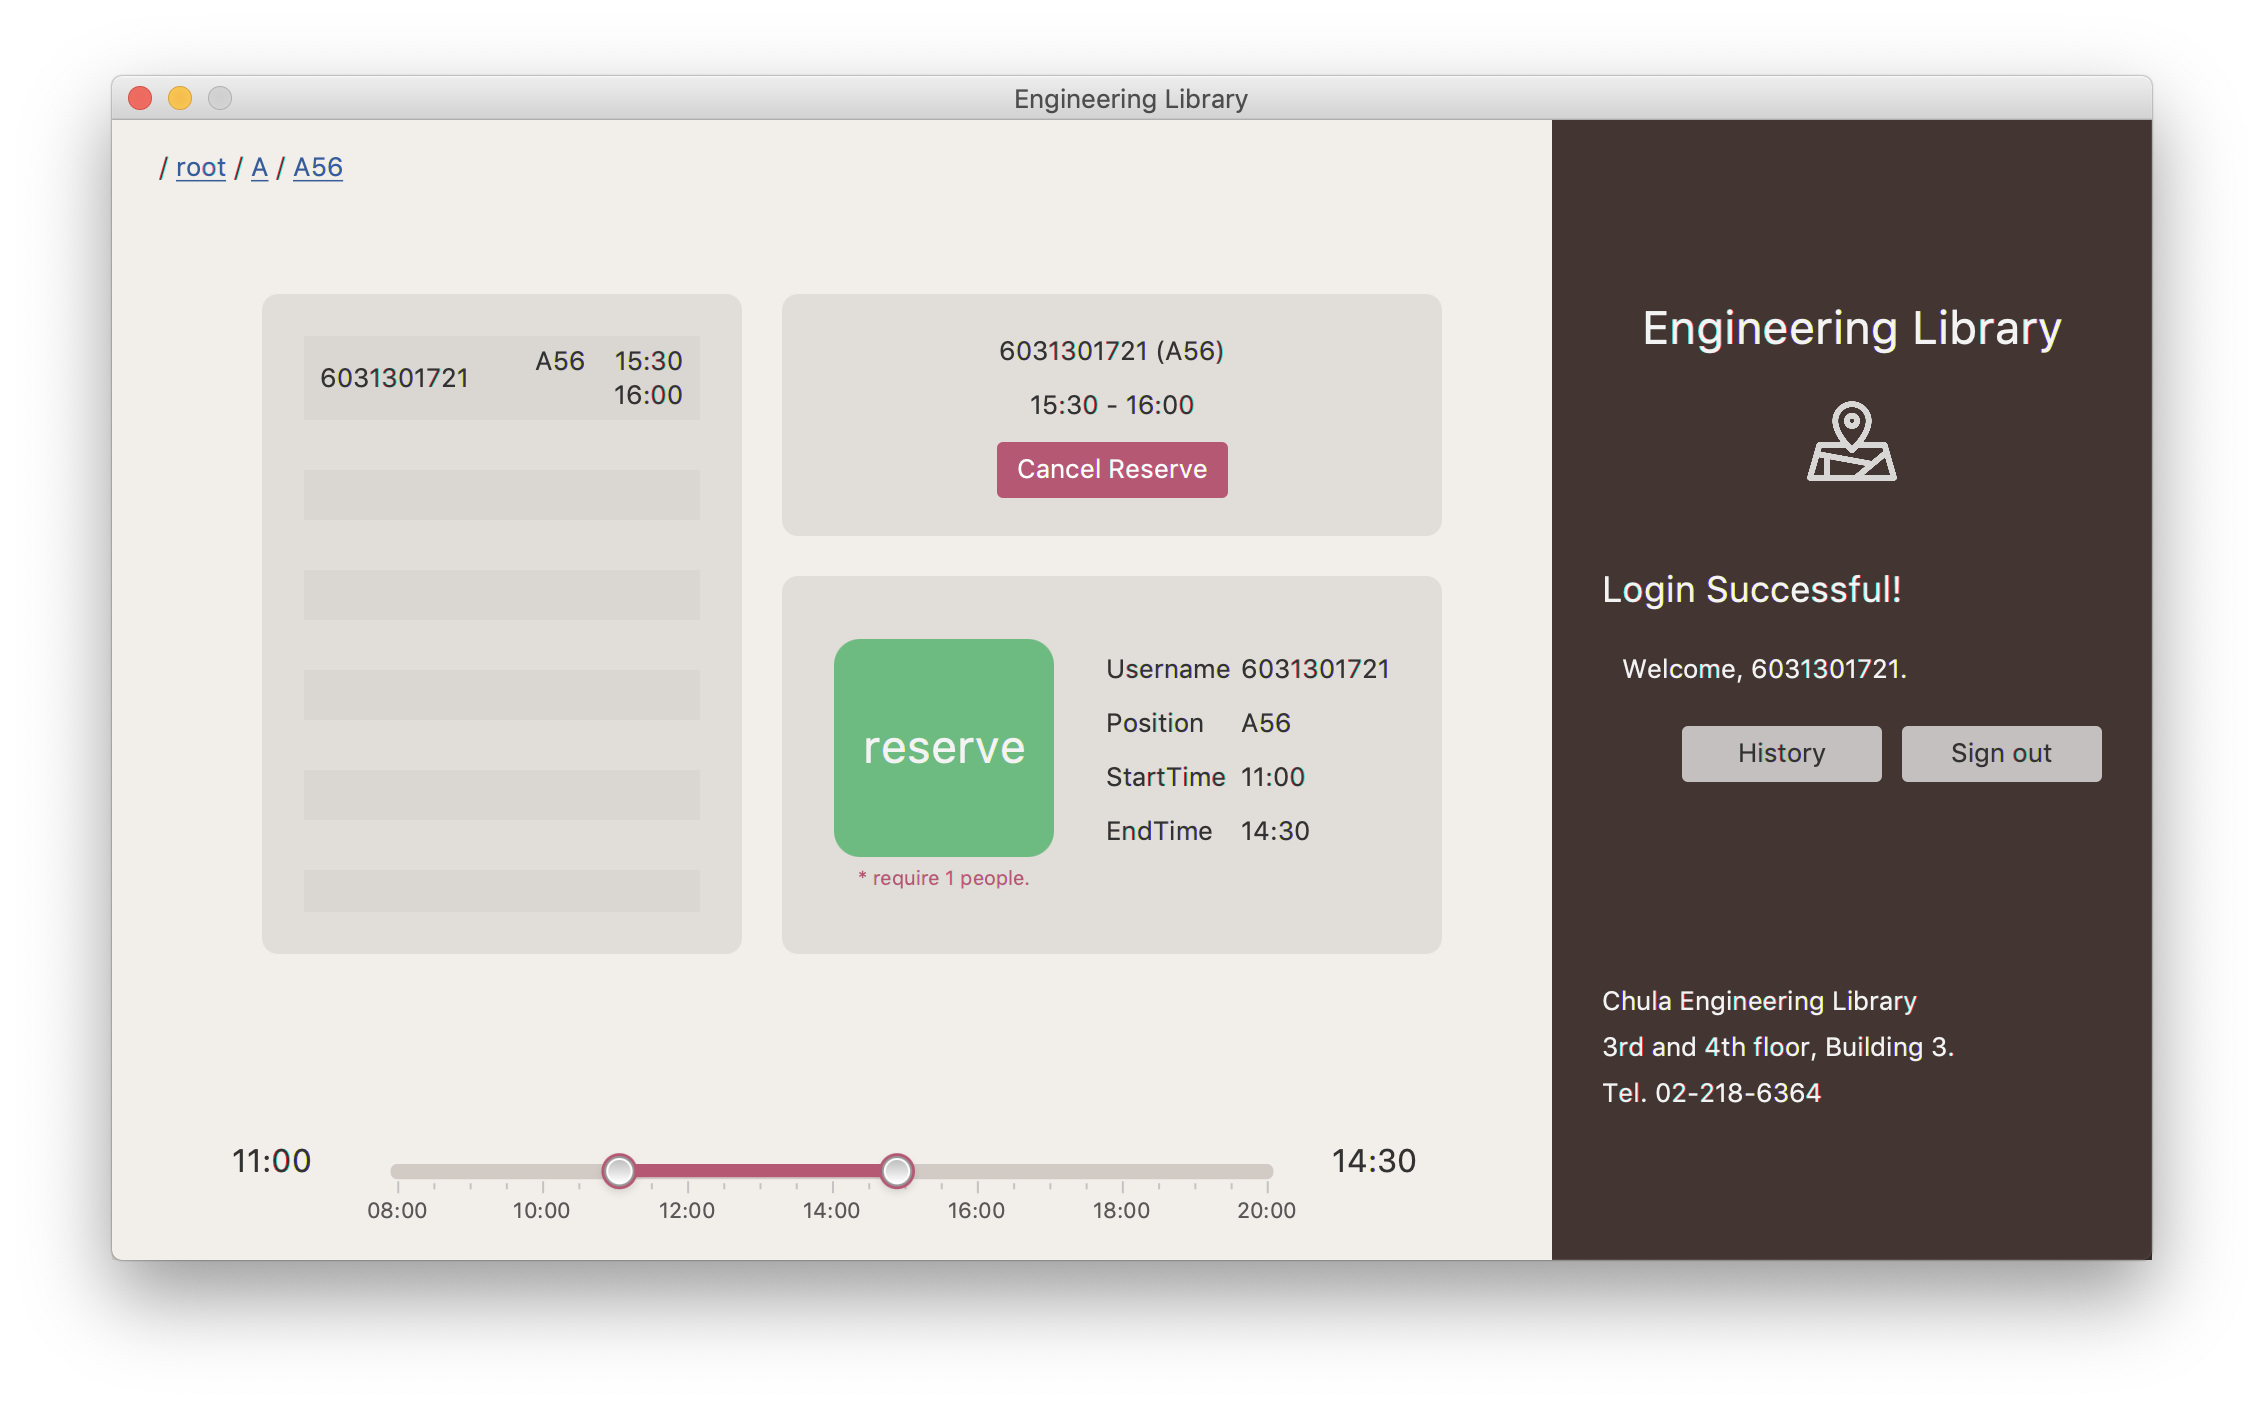 Engineering Library
/ root / A / A56
6031301721 A56 15:30
16:00
6031301721 (A56)
15:30 - 16:00
Cancel Reserve
reserve
* require 1 people.
Username 6031301721
Position A56
StartTime 11:00
EndTime 14:30
11:00
14:30
08:00 10:00 12:00 14:00 16:00 18:00 20:00
Engineering Library
Login Successful!
Welcome, 6031301721.
History Sign out
Chula Engineering Library
3rd and 4th floor, Building 3.
Tel. 02-218-6364